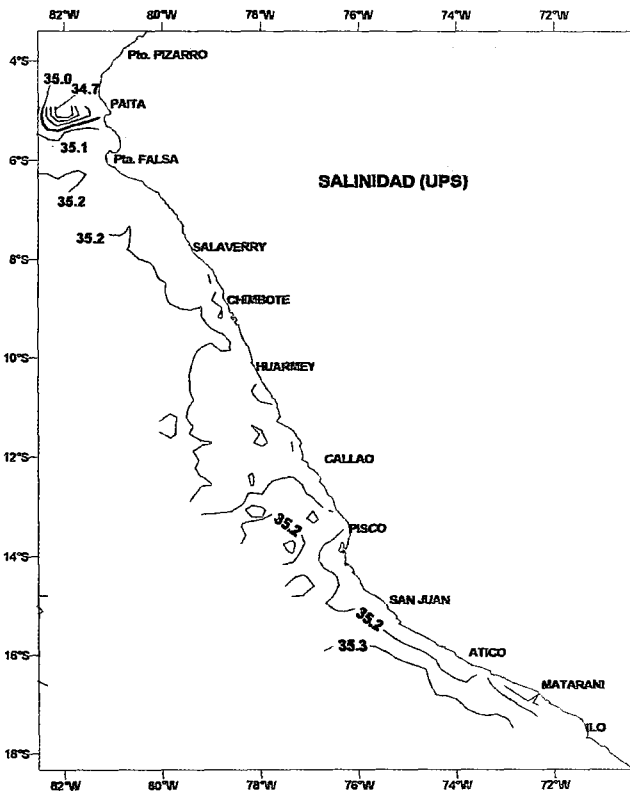 82°W 80°W 78°W 76°W 74°W 72°W
4°S
Pto. PIZARRO
35.0
34.7
PAITA
35.1
6°S
Pta. FALSA
SALINIDAD (UPS)
35.2
35.2
SALAVERRY
8°S
CHIMBOTE
10°S
HUARMEY
12°S
CALLAO
35.2
PISCO
14°S
SAN JUAN
35.2
35.3
ATICO
16°S
MATARANI
ILO
18°S
82°W 80°W 78°W 76°W 74°W 72°W